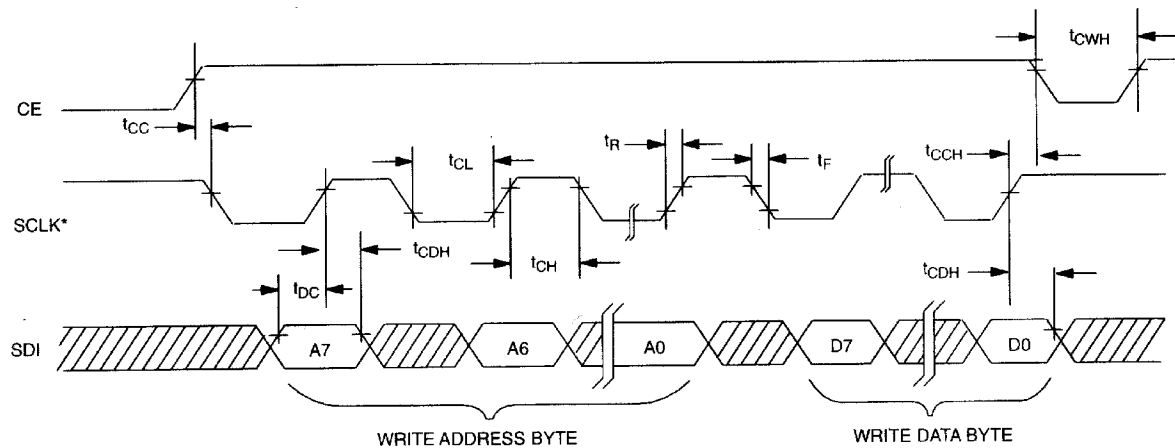 tCWH
CE
tCC
tCL
tR
tF
tCCH
SCLK*
tCDH
tCH
tCDH
tDC
SDI
A7
A6
A0
D7
D0
WRITE ADDRESS BYTE
WRITE DATA BYTE